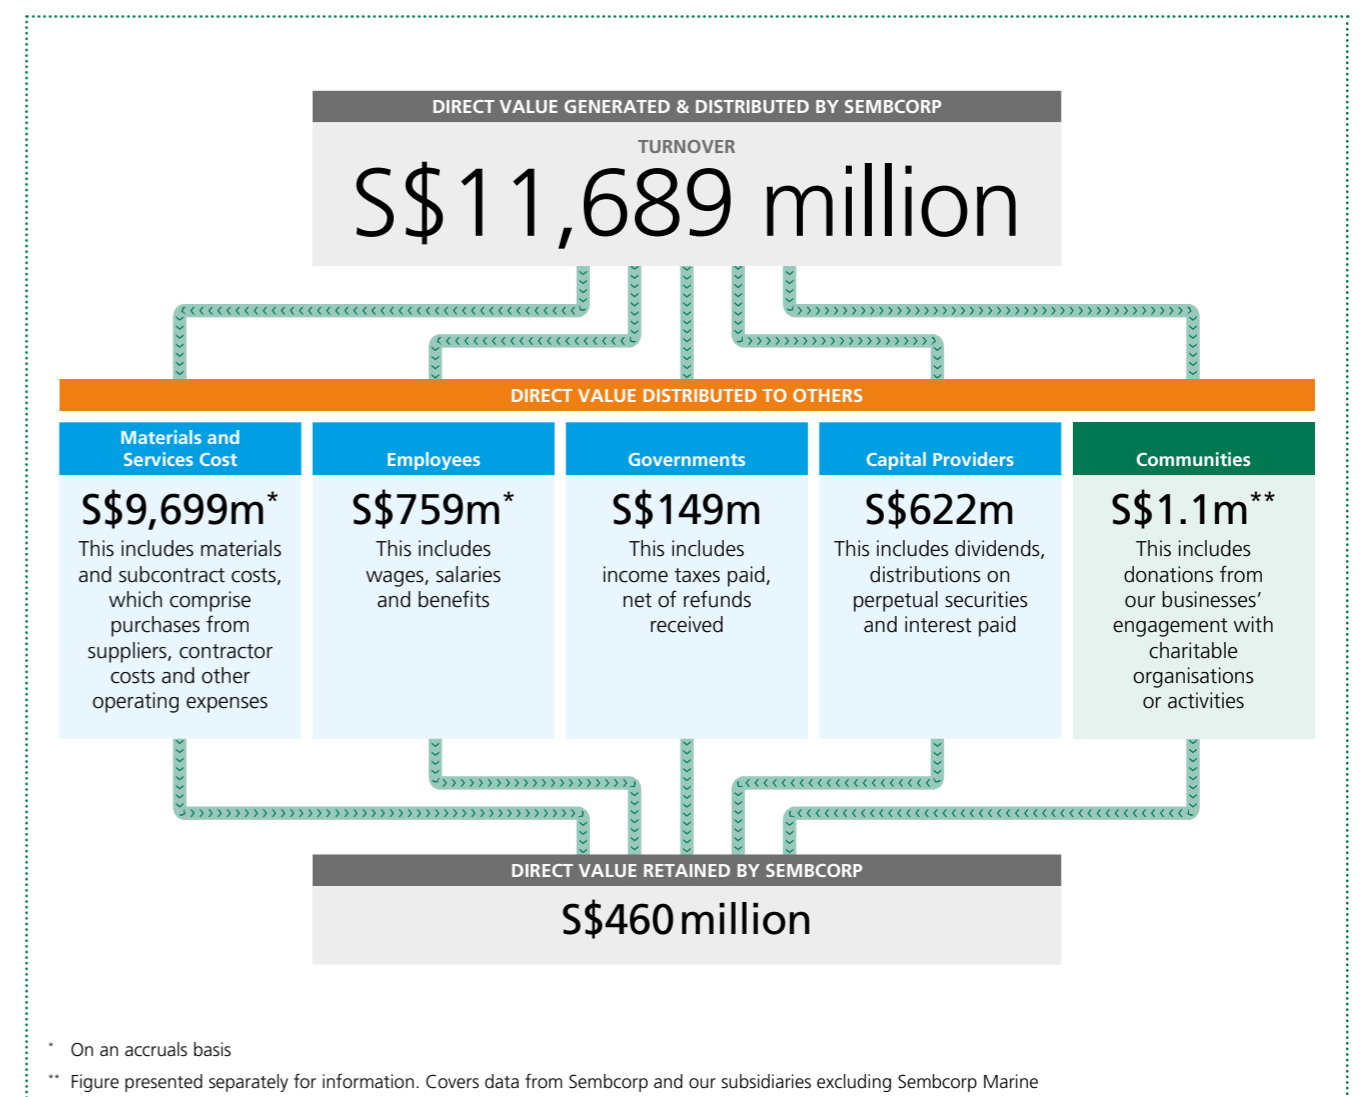 DIRECT VALUE GENERATED & DISTRIBUTED BY SEMBCORP
TURNOVER
S$11,689 million
DIRECT VALUE DISTRIBUTED TO OTHERS
Materials and
Services Cost
S$9,699m*
This includes materials
and subcontract costs,
which comprise
purchases from
suppliers, contractor
costs and other
operating expenses
Employees
S$759m*
This includes
wages, salaries
and benefits
Governments
S$149m
This includes
income taxes paid,
net of refunds
received
Capital Providers
S$622m
This includes dividends,
distributions on
perpetual securities
and interest paid
Communities
S$1.1m**
This includes
donations from
our businesses’
engagement with
charitable
organisations
or activities
DIRECT VALUE RETAINED BY SEMBCORP
S$460 million
* On an accruals basis
** Figure presented separately for information. Covers data from Sembcorp and our subsidiaries excluding Sembcorp Marine